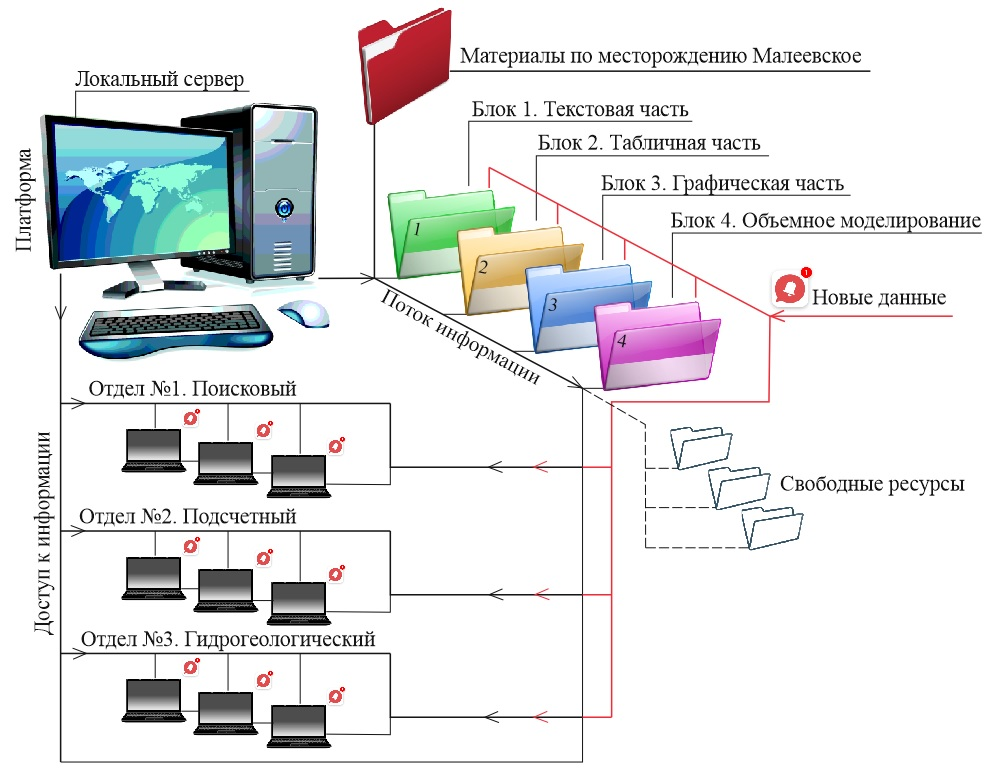 Материалы по месторождению Малеевское
Локальный сервер
Блок 1. Текстовая часть
Блок 2. Табличная часть
Блок 3. Графическая часть
Блок 4. Объемное моделирование
Платформа
1
2
3
4
Новые данные
Поток информации
Отдел №1. Поисковый
Свободные ресурсы
Отдел №2. Подсчетный
Доступ к информации
Отдел №3. Гидрогеологический